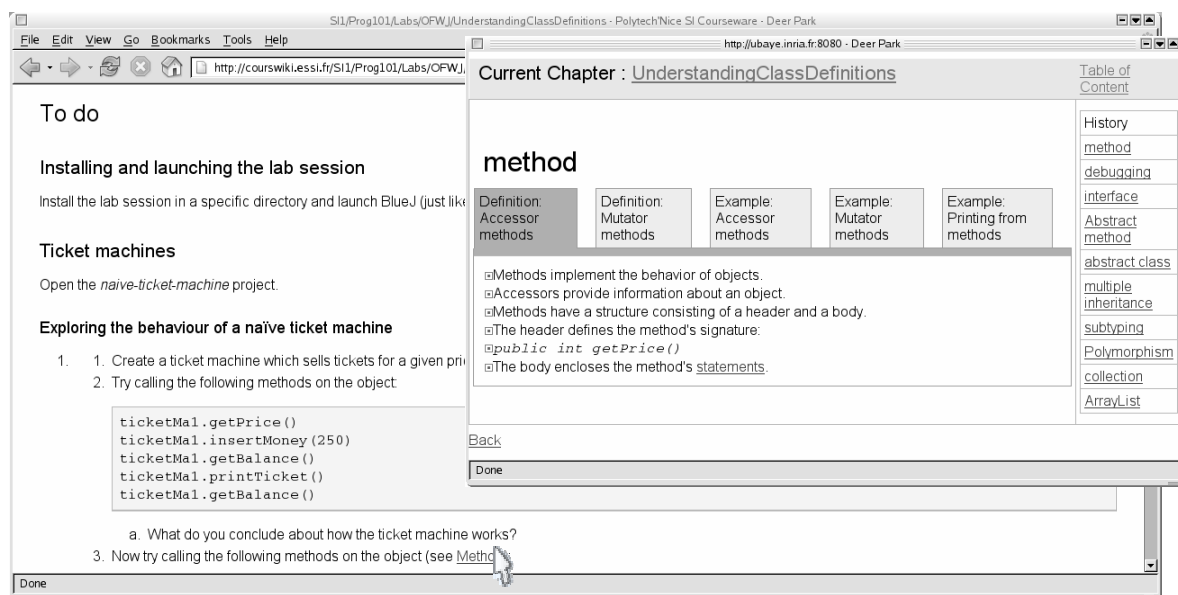 SI1/Prog101/Labs/OFWJ/UnderstandingClassDefinitions - Polytech'Nice SI Courseware - Deer Park
File Edit View Go Bookmarks Tools Help
http://courswiki.essi.fr/SI1/Prog101/Labs/OFWJ/
To do
Installing and launching the lab session
Install the lab session in a specific directory and launch BlueJ (just like
Ticket machines
Open the naive-ticket-machine project.
Exploring the behaviour of a naïve ticket machine
1. 1. Create a ticket machine which sells tickets for a given
2. Try calling the following methods on the object:
ticketMa1.getPrice()
ticketMa1.insertMoney(250)
ticketMa1.getBalance()
ticketMa1.printTicket()
ticketMa1.getBalance()
a. What do you conclude about how the ticket machine works?
3. Now try calling the following methods on the object (see
Done
http://ubaye.inria.fr:8080 - Deer Park
Current Chapter : UnderstandingClassDefinitions
Table of
Content
method
Definition:
Accessor
methods
Definition:
Mutator
methods
Example:
Accessor
methods
Example:
Mutator
methods
Example:
Printing from
methods
Methods implement the behavior of objects.
Accessors provide information about an object.
Methods have a structure consisting of a header and a body.
The header defines the method's signature:
public int getPrice()
The body encloses the method's statements.
History
method
debugging
interface
Abstract
method
abstract class
multiple
inheritance
subtyping
Polymorphism
collection
ArrayList
Back
Done